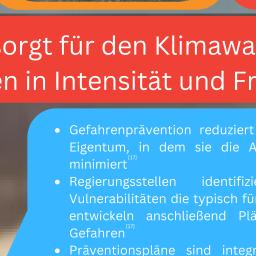 sorgt für den Klimawa
en in Intensität und Fr
• Gefahrenprävention reduziert
Eigentum, in dem sie die A
minimiert[17]
• Regierungsstellen identifizie
Vulnerabilitäten die typisch fü
entwickeln anschließend Plä
Gefahren[17]
• Präventionspläne sind integr